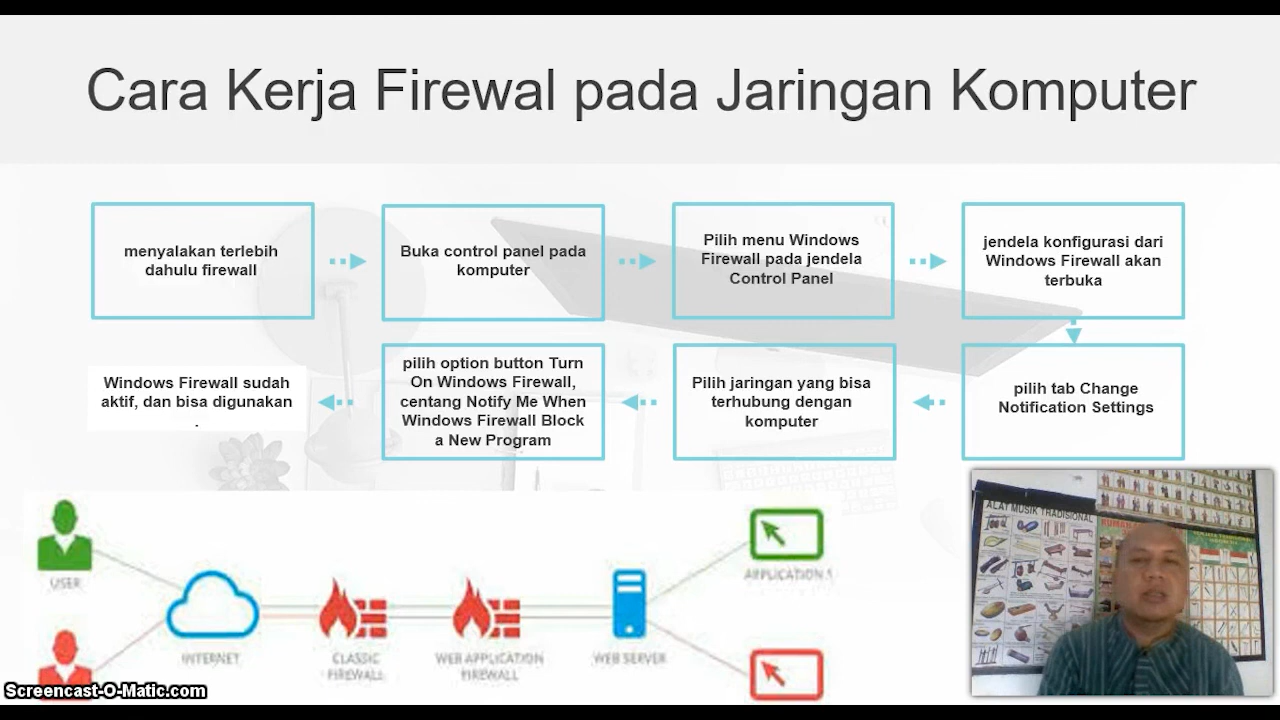 Cara Kerja Firewal pada Jaringan Komputer
menyalakan terlebih
dahulu firewall
Buka control panel pada
komputer
Pilih menu Windows
Firewall pada jendela
Control Panel
jendela konfigurasi dari
Windows Firewall akan
terbuka
pilih tab Change
Notification Settings
Pilih jaringan yang bisa
terhubung dengan
komputer
pilih option button Turn
On Windows Firewall,
centang Notify Me When
Windows Firewall Block
a New Program
Windows Firewall sudah
aktif, dan bisa digunakan
.
USER
INTERNET
CLASSIC
FIREWALL
WEB APPLICATION
FIREWALL
WEB SERVER
APPLICATION 1
ALAT MUSIK TRADISIONAL
Screencast-O-Matic.com